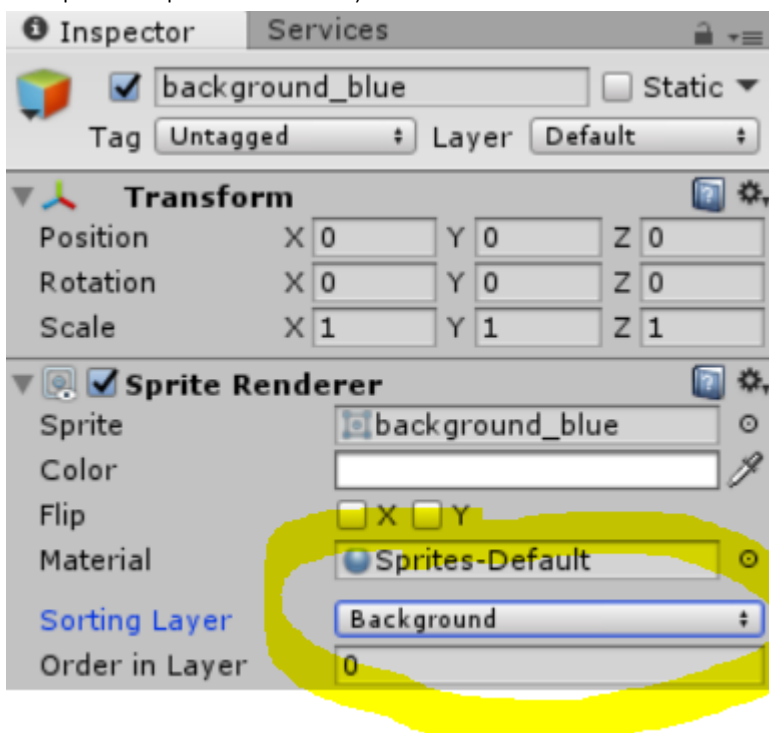 Inspector Services
background_blue Static
Tag Untagged Layer Default
Transform
Position X 0 Y 0 Z 0
Rotation X 0 Y 0 Z 0
Scale X 1 Y 1 Z 1
Sprite Renderer
Sprite background_blue
Color
Flip X Y
Material Sprites-Default
Sorting Layer Background
Order in Layer 0